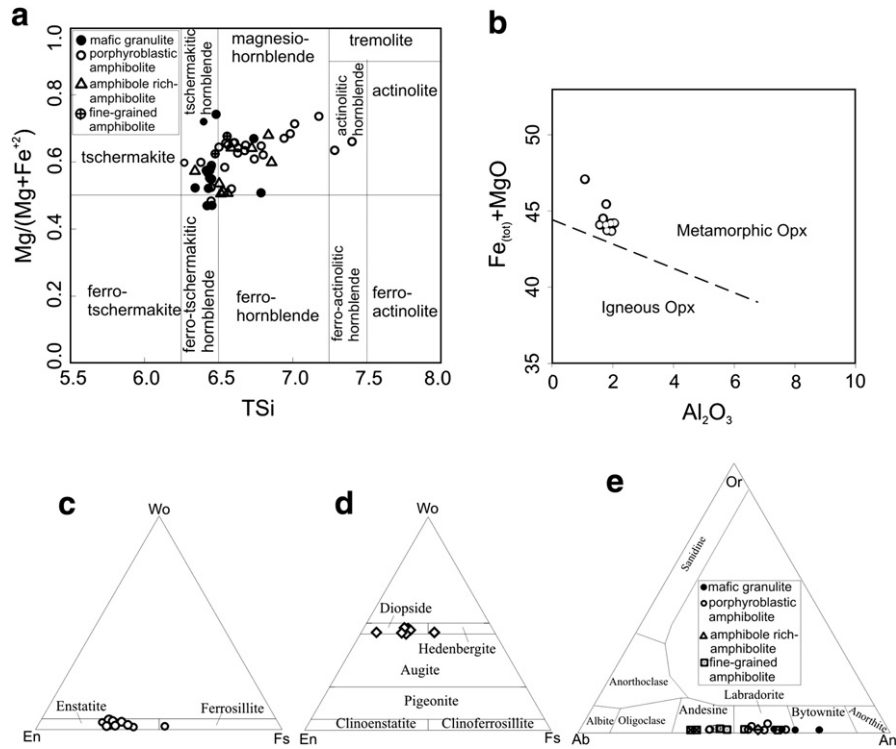 a
mafic granulite
porphyroblastic
amphibolite
amphibole rich-
amphibolite
fine-grained
amphibolite
tschermakitic
hornblende
magnesio-
hornblende
tremolite
actinolitic
hornblende
actinolite
tschermakite
ferro-
tschermakite
ferro-tschermakitic
hornblende
ferro-
hornblende
ferro-actinolitic
hornblende
ferro-
actinolite
Mg/(Mg+Fe+2)
1.0
0.8
0.6
0.4
0.2
0.0
5.5 6.0 6.5 7.0 7.5 8.0
TSi
b
Fe(tot)+MgO
50
45
40
35
Metamorphic Opx
Igneous Opx
0 2 4 6 8 10
Al2O3
c
Wo
Enstatite
Ferrosillite
En
Fs
d
Wo
Diopside
Hedenbergite
Augite
Pigeonite
Clinoenstatite
Clinoferrosillite
En
Fs
e
Or
Sanidine
mafic granulite
porphyroblastic
amphibolite
amphibole rich-
amphibolite
fine-grained
amphibolite
Anorthoclase
Labradorite
Albite
Oligoclase
Andesine
Bytownite
Anorthite
Ab
An